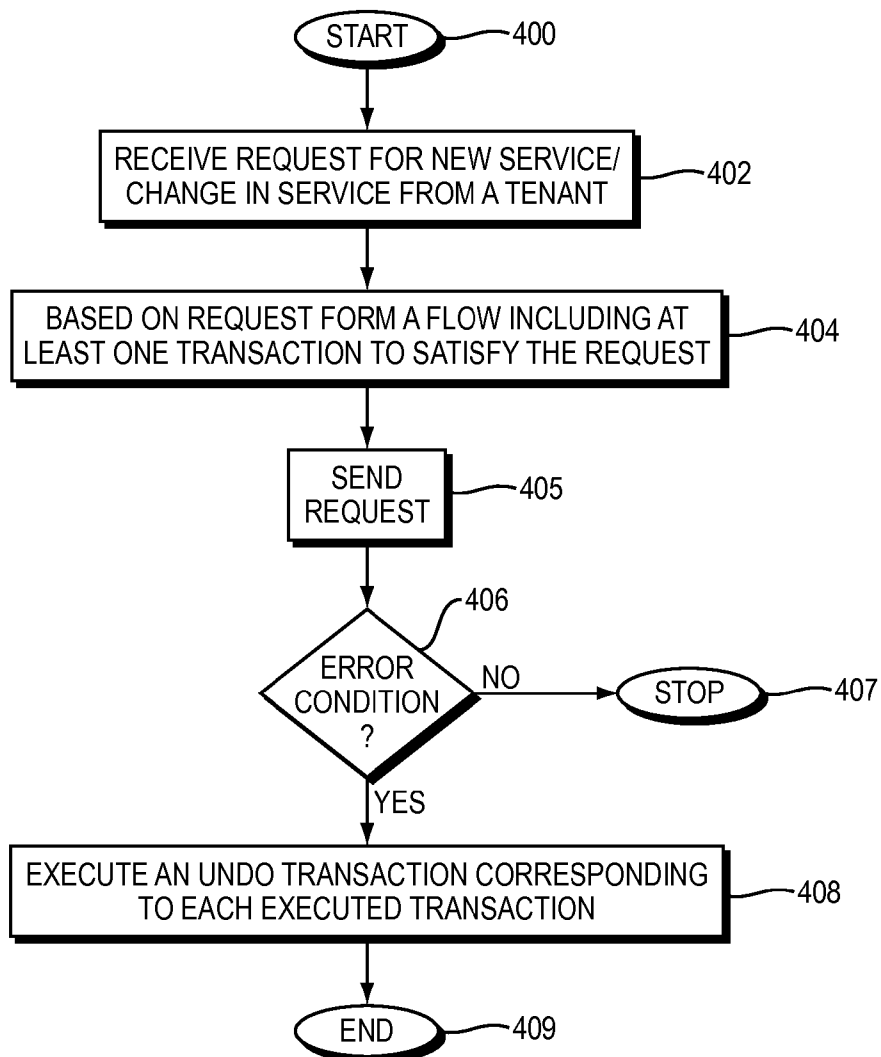 START
400
RECEIVE REQUEST FOR NEW SERVICE/
CHANGE IN SERVICE FROM A TENANT
402
BASED ON REQUEST FORM A FLOW INCLUDING AT
LEAST ONE TRANSACTION TO SATISFY THE REQUEST
404
SEND
REQUEST
405
406
ERROR
CONDITION
?
NO
STOP
407
YES
EXECUTE AN UNDO TRANSACTION CORRESPONDING
TO EACH EXECUTED TRANSACTION
408
END
409